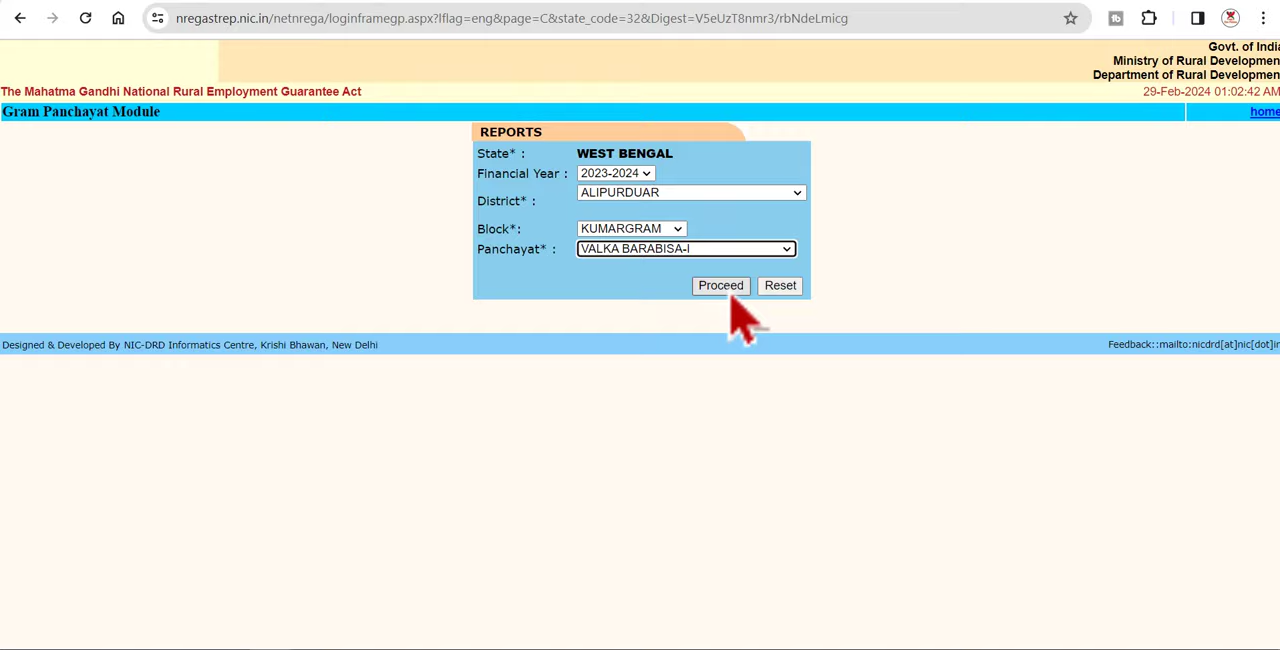 nregastrep.nic.in/netnrega/loginframegp.aspx?lflag=eng&page=C&state_code=32&Digest=V5eUzT8nmr3/rbNdeLmicg
Govt. of India
Ministry of Rural Developmen
Department of Rural Developmen
The Mahatma Gandhi National Rural Employment Guarantee Act 29-Feb-2024 01:02:42 AM
Gram Panchayat Module home
REPORTS
State* : WEST BENGAL
Financial Year : 2023-2024
District* : ALIPURDUAR
Block*: KUMARGRAM
Panchayat* : VALKA BARABISA-I
Proceed Reset
Designed & Developed By NIC-DRD Informatics Centre, Krishi Bhawan, New Delhi Feedback::mailto:nicdrd[at]nic[dot]in